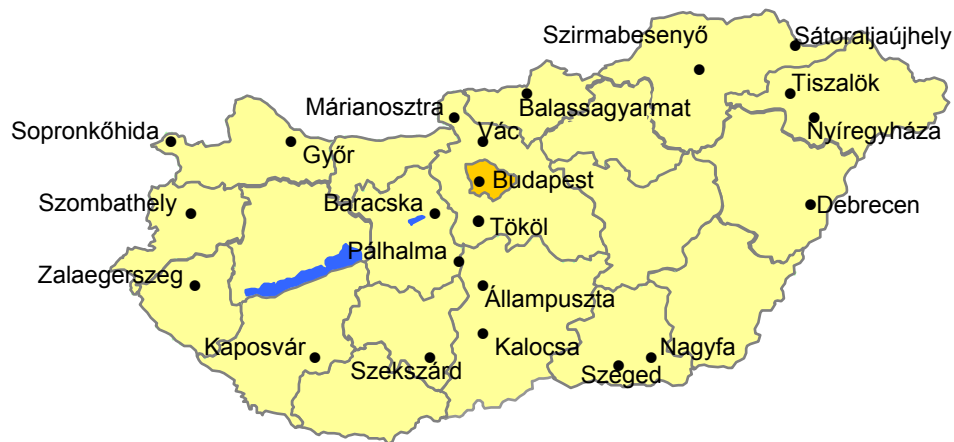 Szirmabesenyő
Sátoraljaújhely
Tiszalök
Márianosztra
Balassagyarmat
Sopronkőhida
Vác
Nyíregyháza
Győr
Budapest
Szombathely
Baracska
Debrecen
Tököl
Pálhalma
Zalaegerszeg
Állampuszta
Kaposvár
Kalocsa
Nagyfa
Szekszárd
Szeged